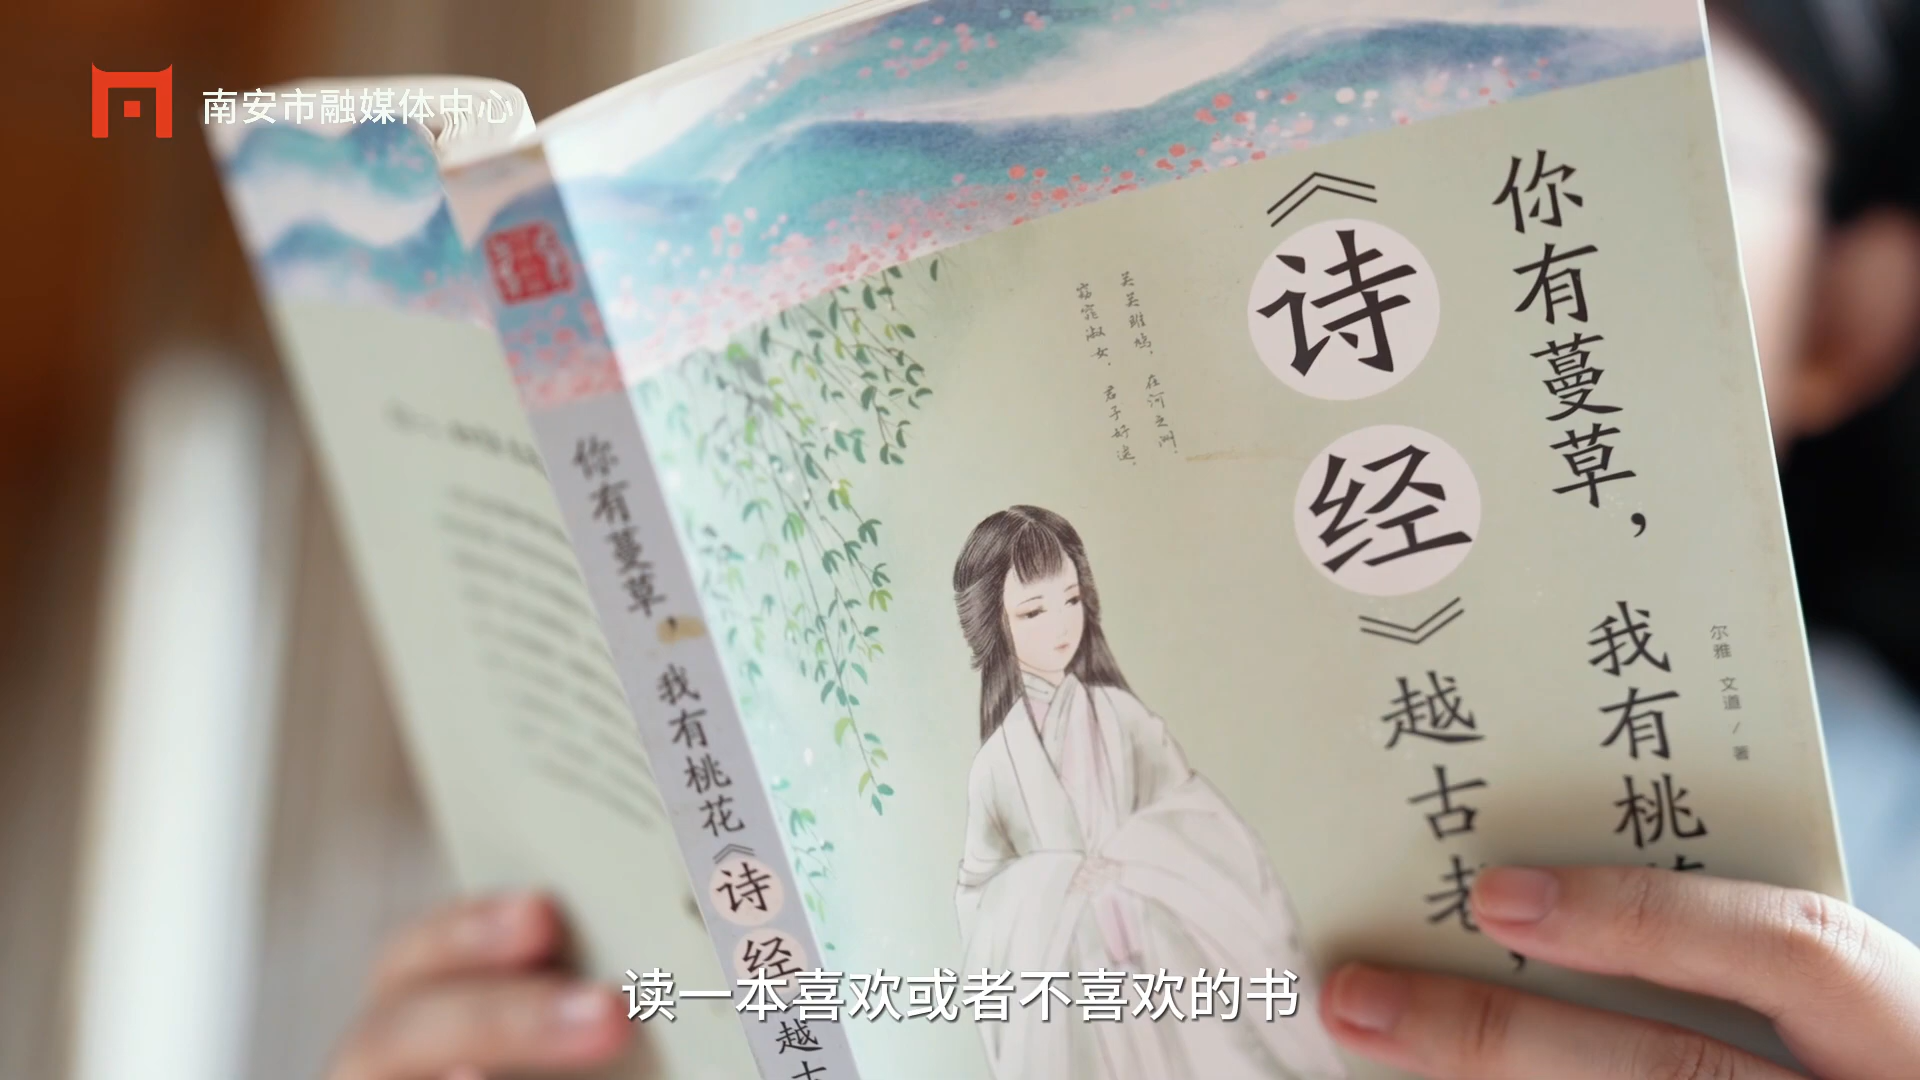 南安市融媒体中心
你有蔓草，我有桃
《诗经》越古老，
尔雅 文道/著
关关雎鸠，在河之洲。
窈窕淑女，君子好逑。
你有蔓草，我有桃花《诗经》越古
读一本喜欢或者不喜欢的书